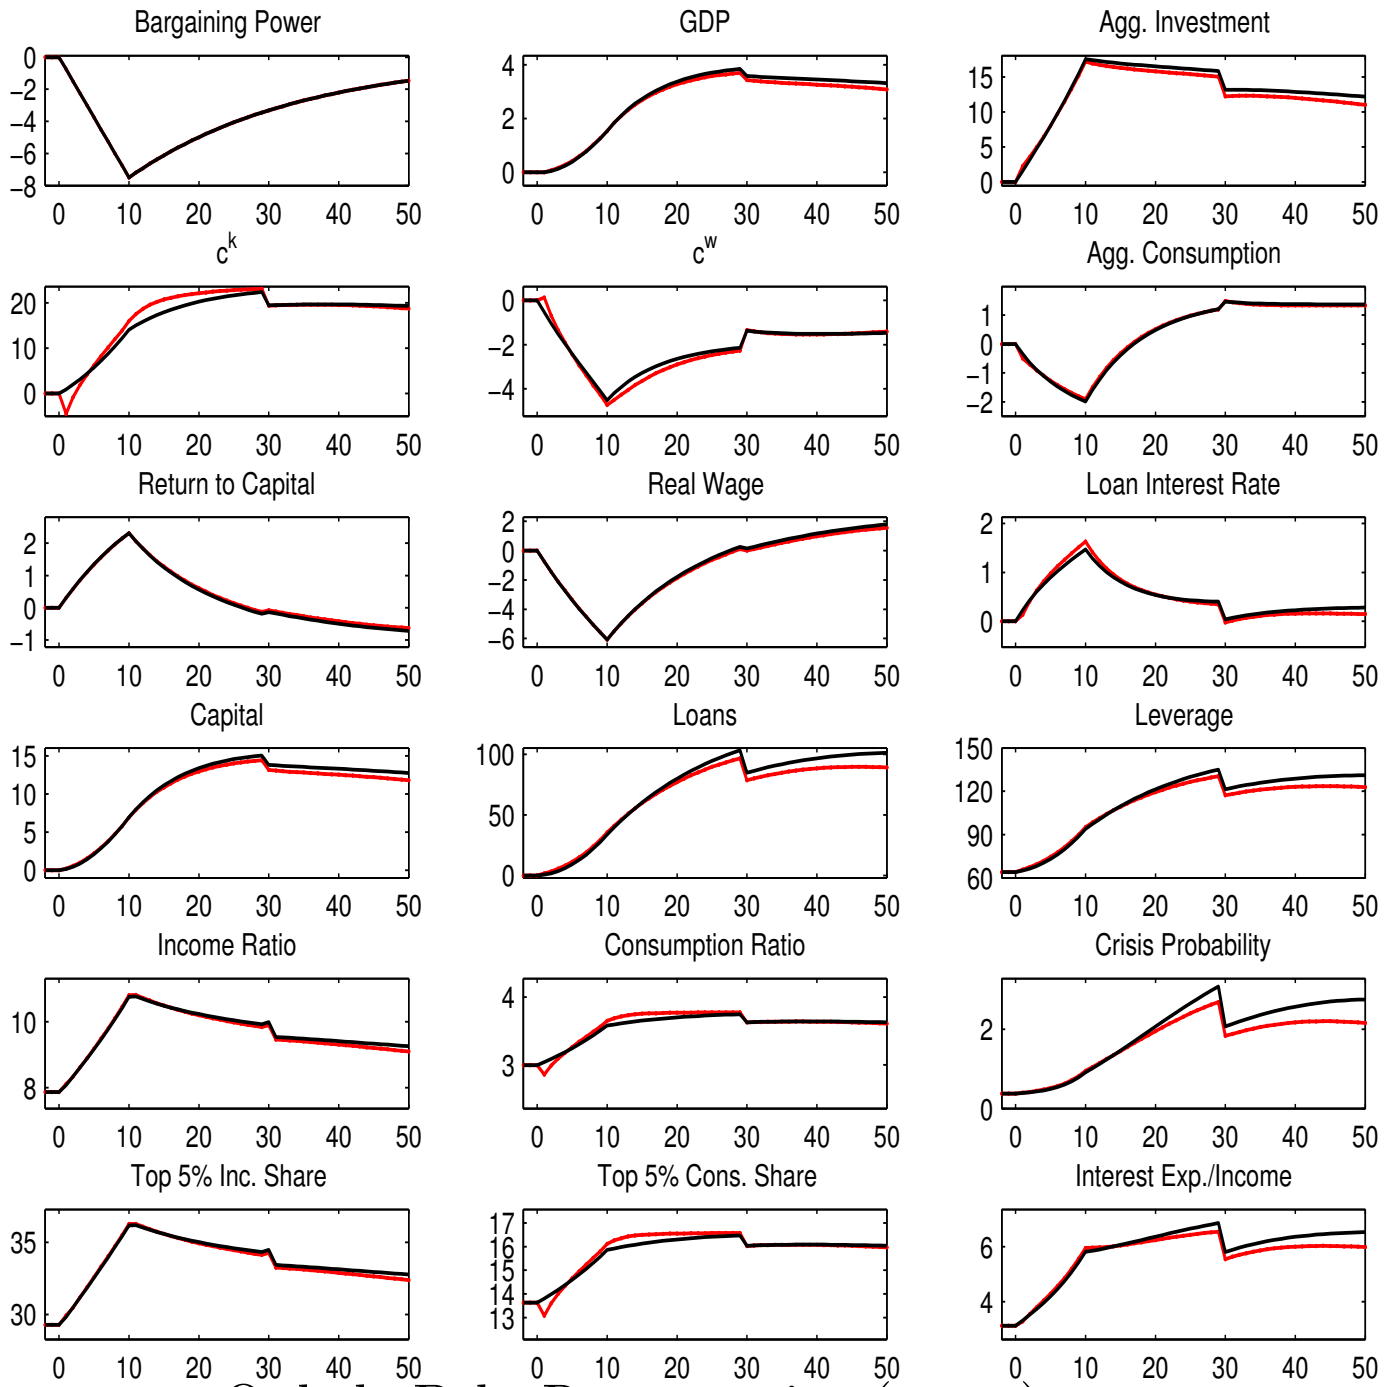 Bargaining Power GDP Agg. Investment
0 4 15
−2 10
−4 2 5
−6
−8 0 0
0 10 20 30 40 50 0 10 20 30 40 50 0 10 20 30 40 50
c^k c^w Agg. Consumption
20 0 1
10 −2 0
−1
0 −4 −2
0 10 20 30 40 50 0 10 20 30 40 50 0 10 20 30 40 50
Return to Capital Real Wage Loan Interest Rate
2 2 2
1 0 1
0 −2
−4
−1 −6 0
0 10 20 30 40 50 0 10 20 30 40 50 0 10 20 30 40 50
Capital Loans Leverage
15 100 150
10 120
5 50 90
0 0 60
0 10 20 30 40 50 0 10 20 30 40 50 0 10 20 30 40 50
Income Ratio Consumption Ratio Crisis Probability
10 4 2
8 3 0
0 10 20 30 40 50 0 10 20 30 40 50 0 10 20 30 40 50
Top 5% Inc. Share Top 5% Cons. Share Interest Exp./Income
35 17 6
16
15
14
30 13 4
0 10 20 30 40 50 0 10 20 30 40 50 0 10 20 30 40 50